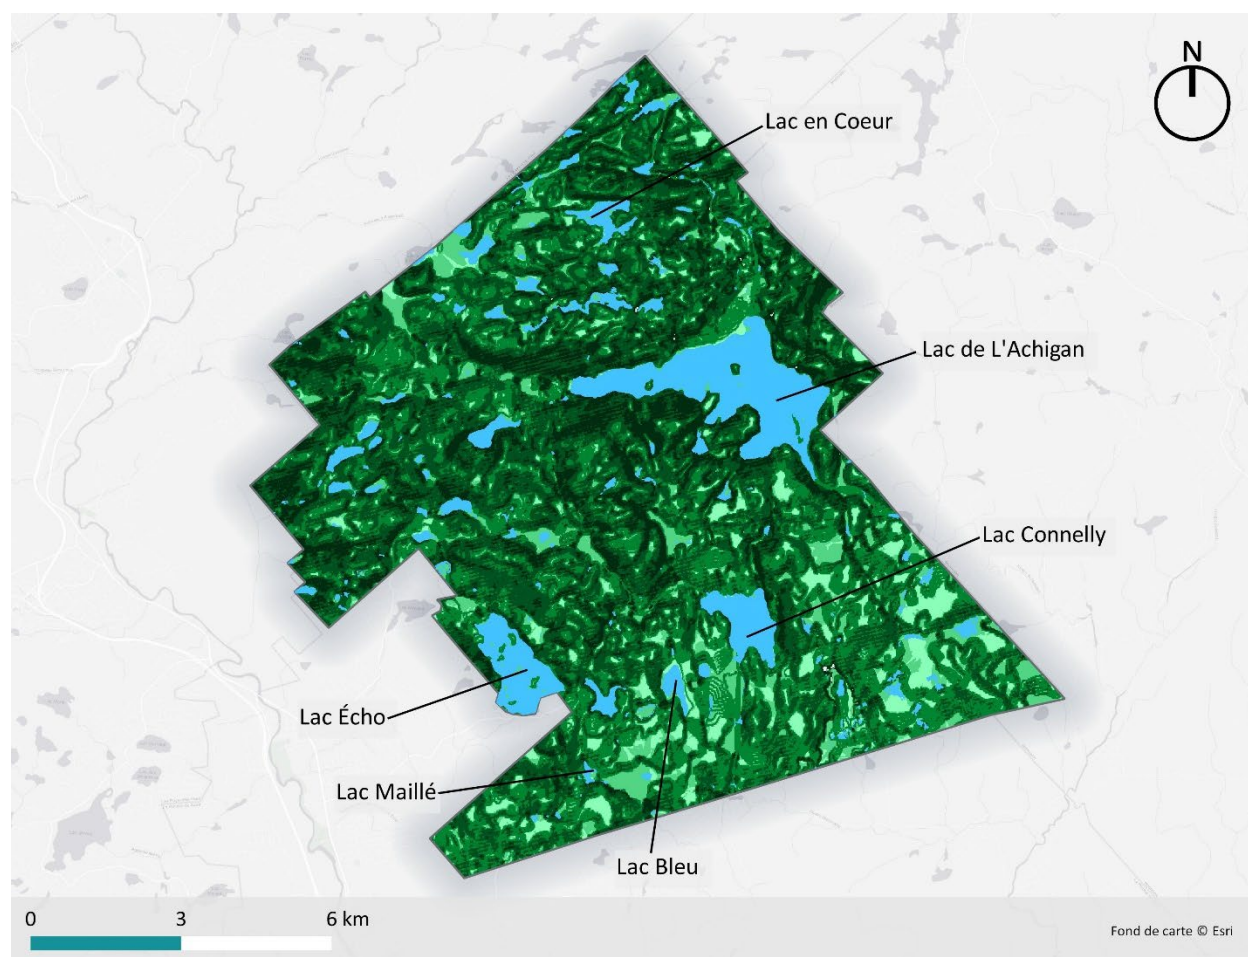 N
Lac en Coeur
Lac de L'Achigan
Lac Connelly
Lac Écho
Lac Maillé
Lac Bleu
0 3 6 km
Fond de carte © Esri